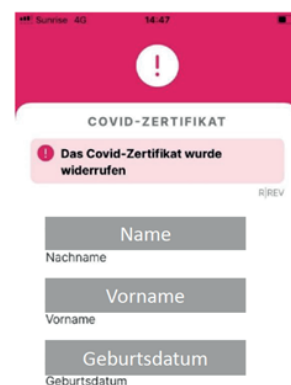 Sunrise 4G 14:47
!
COVID-ZERTIFIKAT
! Das Covid-Zertifikat wurde
widerrufen
R|REV
Name
Nachname
Vorname
Vorname
Geburtsdatum
Geburtsdatum